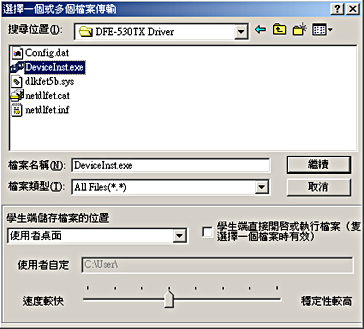 選擇一個或多個檔案傳輸
搜尋位置(I): DFE-530TX Driver
Config.dat
DeviceInst.exe
dlkfet5b.sys
netdlfet.cat
netdlfet.inf
檔案名稱(N): DeviceInst.exe 繼續
檔案類型(T): All Files(*.*) 取消
學生端儲存檔案的位置
使用者桌面
學生端直接開啓或執行檔案（隻
選擇一個檔案時有效）
使用者自定 C:\User\
速度較快 穩定性較高